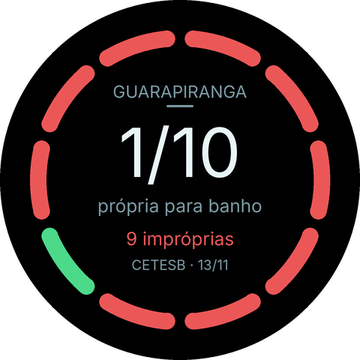 GUARAPIRANGA
1/10
própria para banho
9 impróprias
CETESB · 13/11